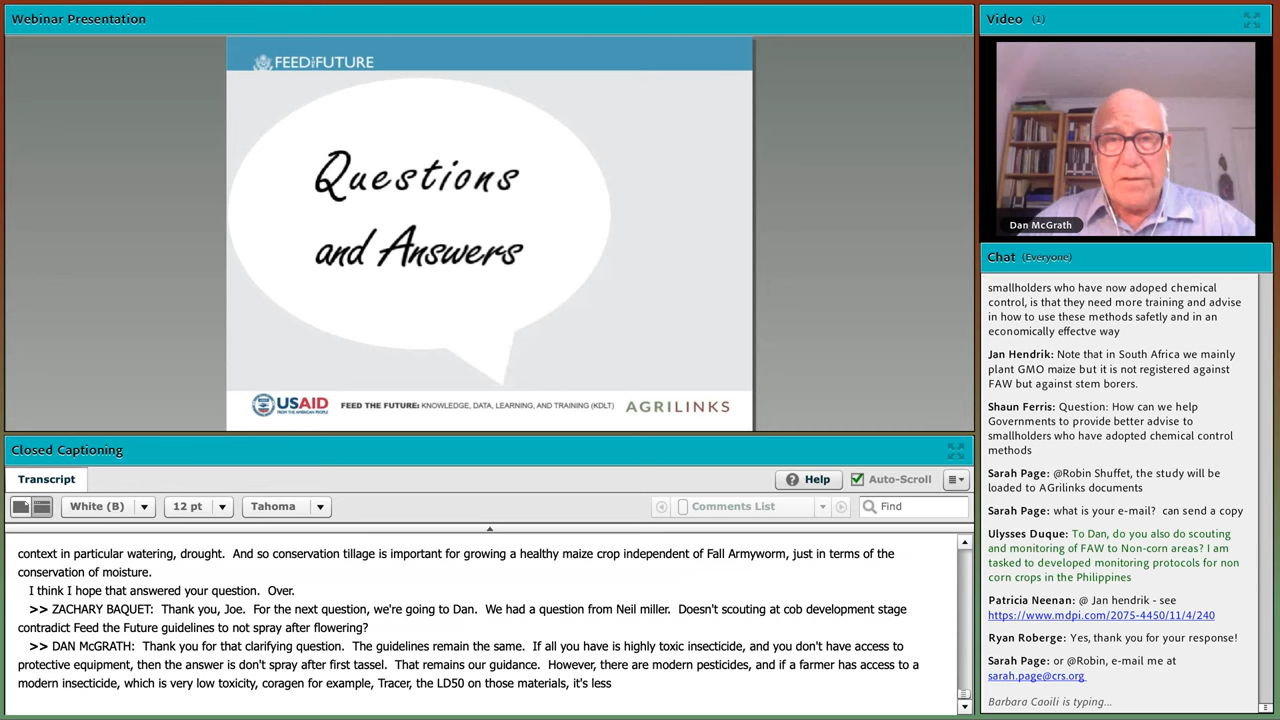 Webinar Presentation
FEED THE FUTURE
Questions
and Answers
USAID
FROM THE AMERICAN PEOPLE
FEED THE FUTURE: KNOWLEDGE, DATA, LEARNING, AND TRAINING (KDLT)
AGRILINKS
Video (1)
Dan McGrath
Chat (Everyone)
smallholders who have now adoped chemical
control, is that they need more training and advise
in how to use these methods safetly and in an
economically effectve way
Jan Hendrik: Note that in South Africa we mainly
plant GMO maize but it is not registered against
FAW but against stem borers.
Shaun Ferris: Question: How can we help
Governments to provide better advise to
smallholders who have adopted chemical control
methods
Sarah Page: @Robin Shuffet, the study will be
loaded to AGrilinks documents
Sarah Page: what is your e-mail? can send a copy
Ulysses Duque: To Dan, do you also do scouting
and monitoring of FAW to Non-corn areas? I am
tasked to developed monitoring protocols for non
corn crops in the Philippines
Patricia Neenan: @ Jan hendrik - see
https://www.mdpi.com/2075-4450/11/4/240
Ryan Roberge: Yes, thank you for your response!
Sarah Page: or @Robin, e-mail me at
sarah.page@crs.org
Barbara Caoili is typing...
Closed Captioning
Transcript
Help
Auto-Scroll
White (B)
12 pt
Tahoma
Comments List
Find
context in particular watering, drought. And so conservation tillage is important for growing a healthy maize crop independent of Fall Armyworm, just in terms of the
conservation of moisture.
I think I hope that answered your question. Over.
>> ZACHARY BAQUET: Thank you, Joe. For the next question, we're going to Dan. We had a question from Neil miller. Doesn't scouting at cob development stage
contradict Feed the Future guidelines to not spray after flowering?
>> DAN McGRATH: Thank you for that clarifying question. The guidelines remain the same. If all you have is highly toxic insecticide, and you don't have access to
protective equipment, then the answer is don't spray after first tassel. That remains our guidance. However, there are modern pesticides, and if a farmer has access to a
modern insecticide, which is very low toxicity, coragen for example, Tracer, the LD50 on those materials, it's less